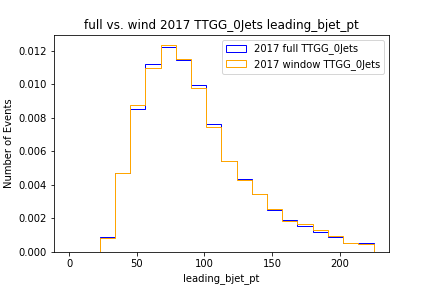 full vs. wind 2017 TTGG_0Jets leading_bjet_pt
2017 full TTGG_0Jets
2017 window TTGG_0Jets
Number of Events
0.012
0.010
0.008
0.006
0.004
0.002
0.000
0 50 100 150 200
leading_bjet_pt